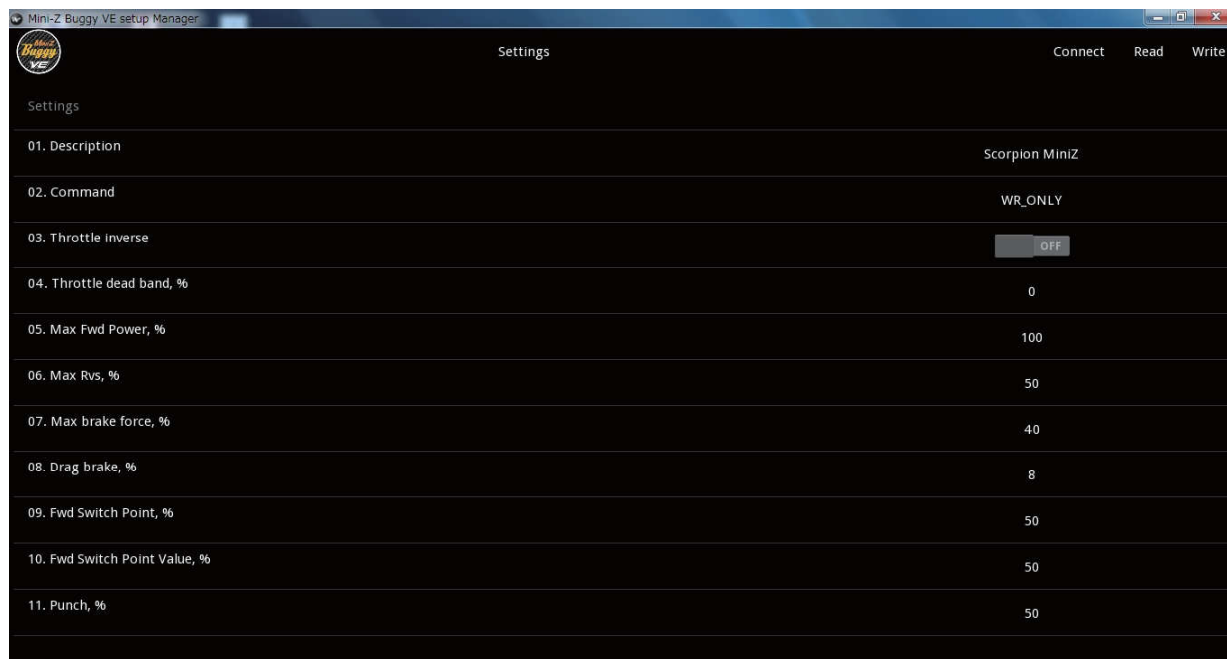 Mini-Z Buggy VE setup Manager
MiniZ
Buggy
VE
Settings
Connect Read Write
Settings
01. Description
Scorpion MiniZ
02. Command
WR_ONLY
03. Throttle inverse
OFF
04. Throttle dead band, %
0
05. Max Fwd Power, %
100
06. Max Rvs, %
50
07. Max brake force, %
40
08. Drag brake, %
8
09. Fwd Switch Point, %
50
10. Fwd Switch Point Value, %
50
11. Punch, %
50